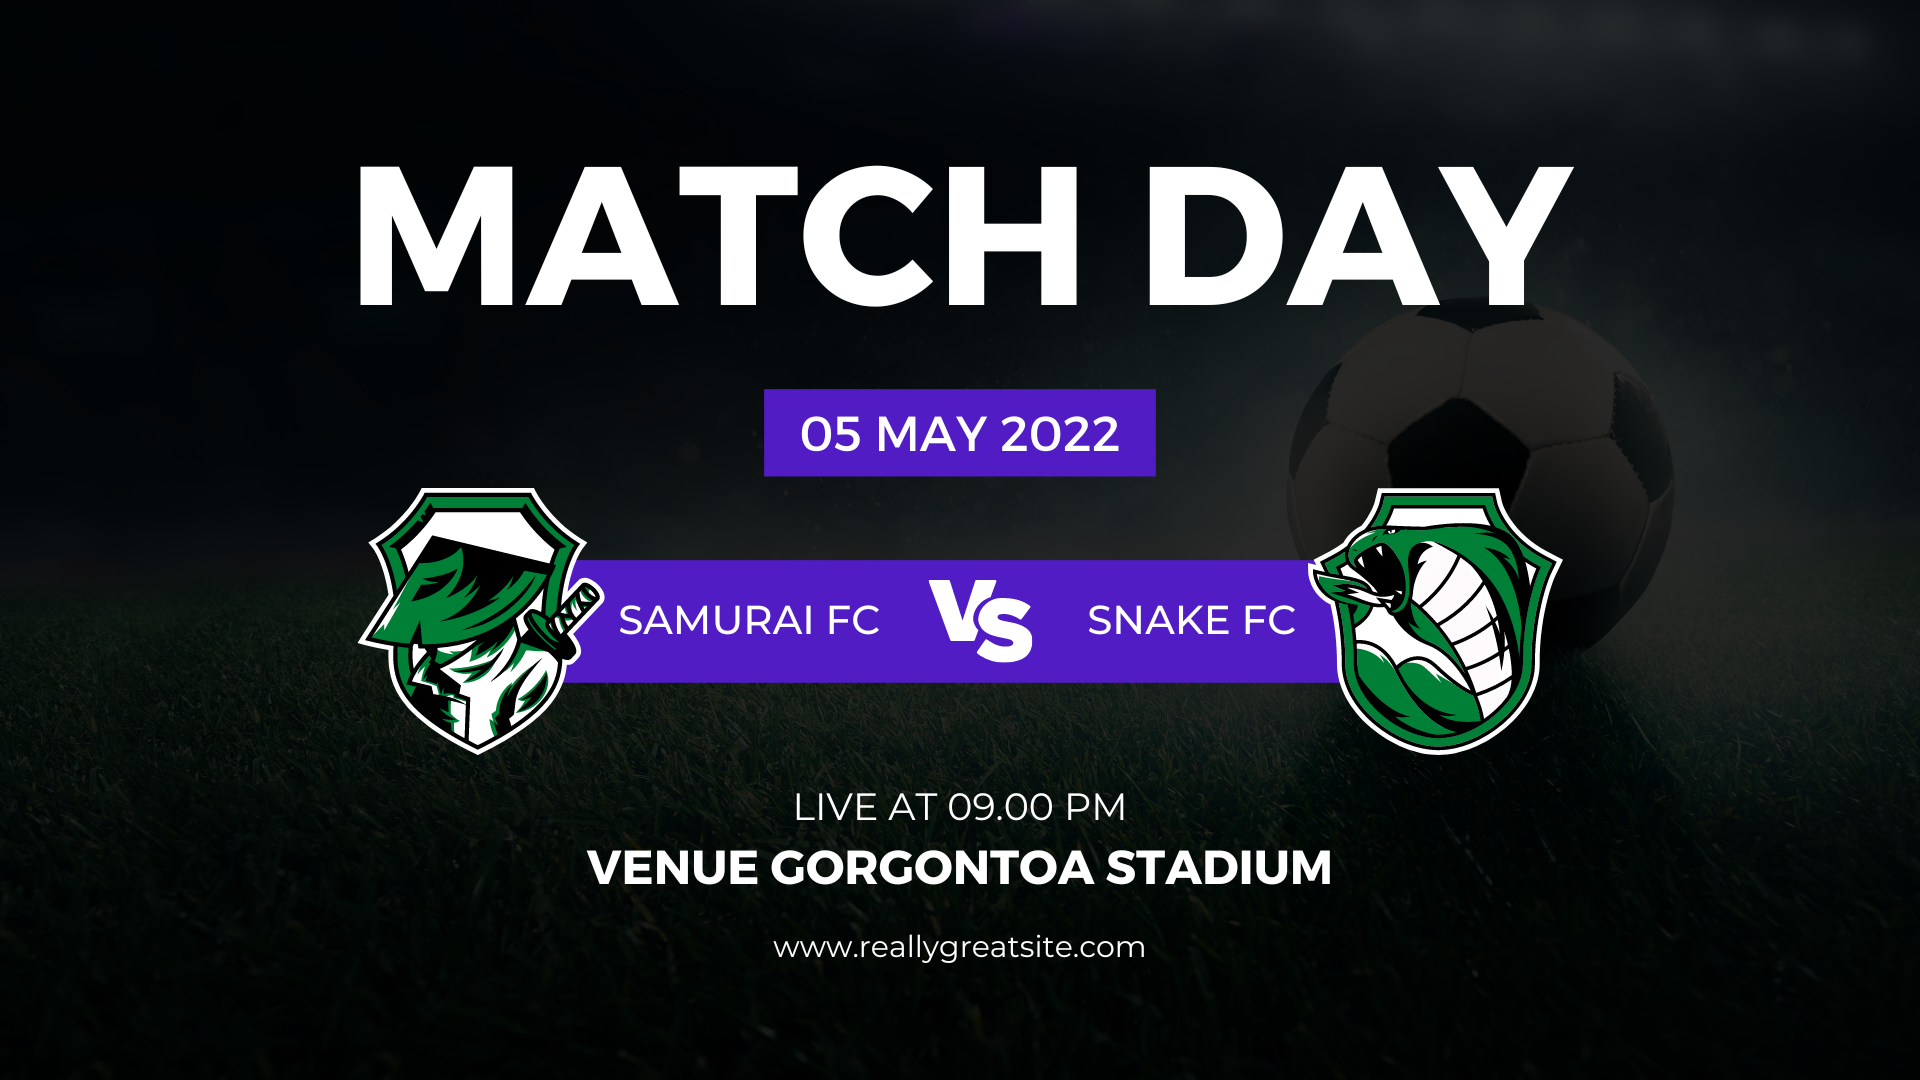 MATCH DAY
05 MAY 2022
SAMURAI FC VS SNAKE FC
LIVE AT 09.00 PM
VENUE GORGONTOA STADIUM
www.reallygreatsite.com